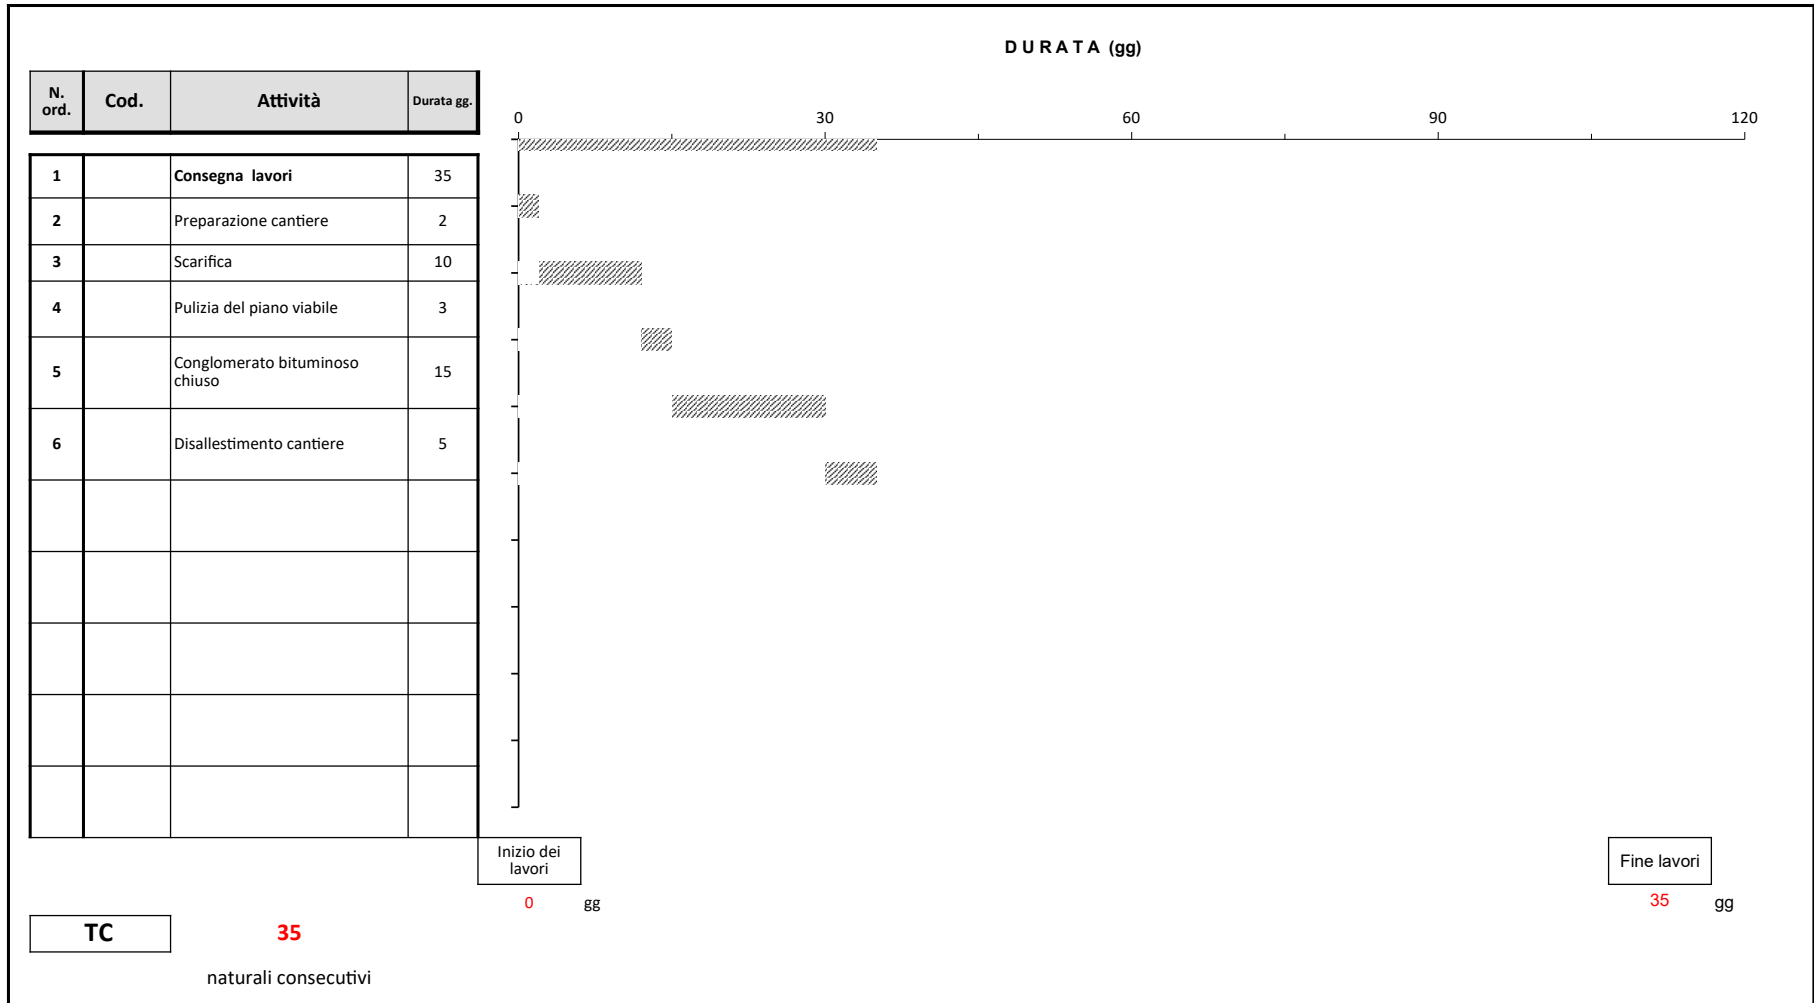 D U R A T A (gg)
N. ord.
Cod.
Attività
Durata gg.
0 30 60 90 120
1 Consegna lavori 35
2 Preparazione cantiere 2
3 Scarifica 10
4 Pulizia del piano viabile 3
5 Conglomerato bituminoso
chiuso 15
6 Disallestimento cantiere 5
Inizio dei
lavori
Fine lavori
0 gg
35 gg
TC 35
naturali consecutivi